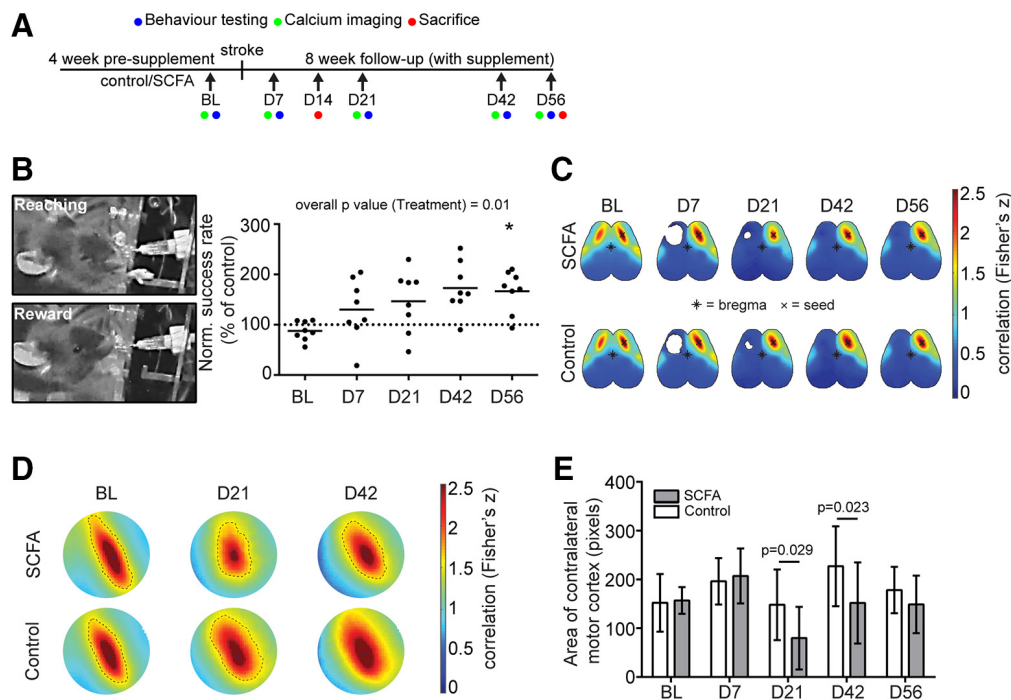 A
Behaviour testing Calcium imaging Sacrifice
4 week pre-supplement stroke 8 week follow-up (with supplement)
control/SCFA
BL D7 D14 D21 D42 D56
B
Reaching
Reward
overall p value (Treatment) = 0.01
Norm. success rate
(% of control)
300
200
100
0
*
BL D7 D21 D42 D56
C
BL D7 D21 D42 D56
SCFA
= bregma × = seed
Control
2.5
2
1.5
1
0.5
0
correlation (Fisher's z)
D
BL D21 D42
SCFA
Control
2.5
2
1.5
1
0.5
0
correlation (Fisher's z)
E
Area of contralateral
motor cortex (pixels)
400
300
200
100
0
SCFA
Control
p=0.029
p=0.023
BL D7 D21 D42 D56